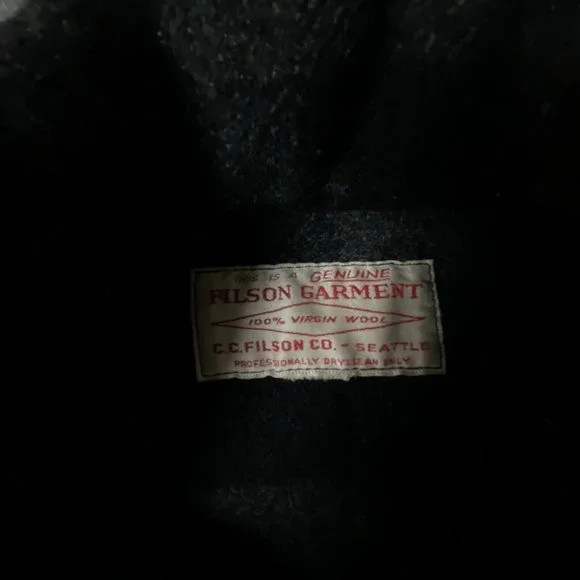 THIS IS A GENUINE
FILSON GARMENT
100% VIRGIN WOOL
C.C.FILSON CO. - SEATTLE
PROFESSIONALLY DRYCLEAN ONLY